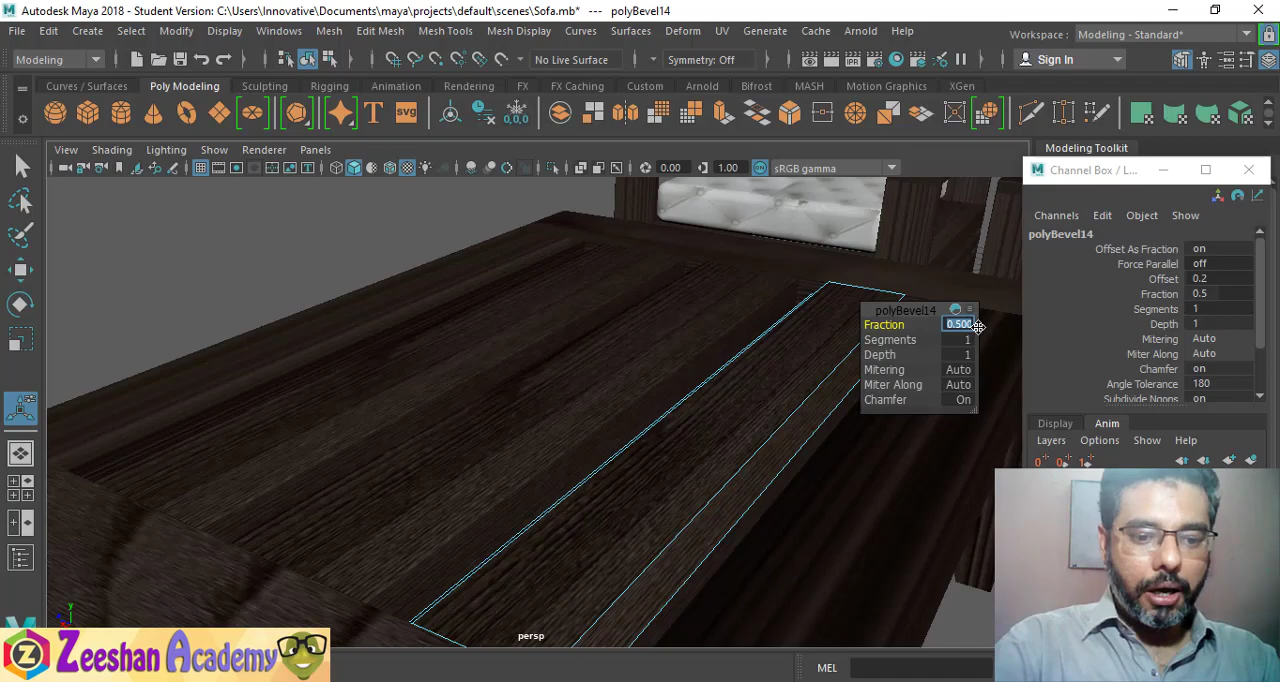 Autodesk Maya 2018 - Student Version: C:\Users\Innovative\Documents\maya\projects\default\scenes\Sofa.mb* --- polyBevel14
File Edit Create Select Modify Display Windows Mesh Edit Mesh Mesh Tools Mesh Display Curves Surfaces Deform UV Generate Cache Arnold Help Workspace : Modeling - Standard*
Modeling No Live Surface Symmetry: Off Sign In
Curves / Surfaces Poly Modeling Sculpting Rigging Animation Rendering FX FX Caching Custom Arnold Bifrost MASH Motion Graphics XGen
T svg 0,0,0
View Shading Lighting Show Renderer Panels
Modeling Toolkit
IPR
0.00 1.00 ON sRGB gamma
Channel Box / L...
Channels Edit Object Show
polyBevel14
Offset As Fraction on
Force Parallel off
Offset 0.2
Fraction 0.5
Segments 1
Depth 1
Mitering Auto
Miter Along Auto
Chamfer on
Angle Tolerance 180
Subdivide Ngons on
polyBevel14
Fraction 0.500
Segments 1
Depth 1
Mitering Auto
Miter Along Auto
Chamfer On
Display Anim
Layers Options Show Help
y
persp
MEL
Z Zeeshan Academy